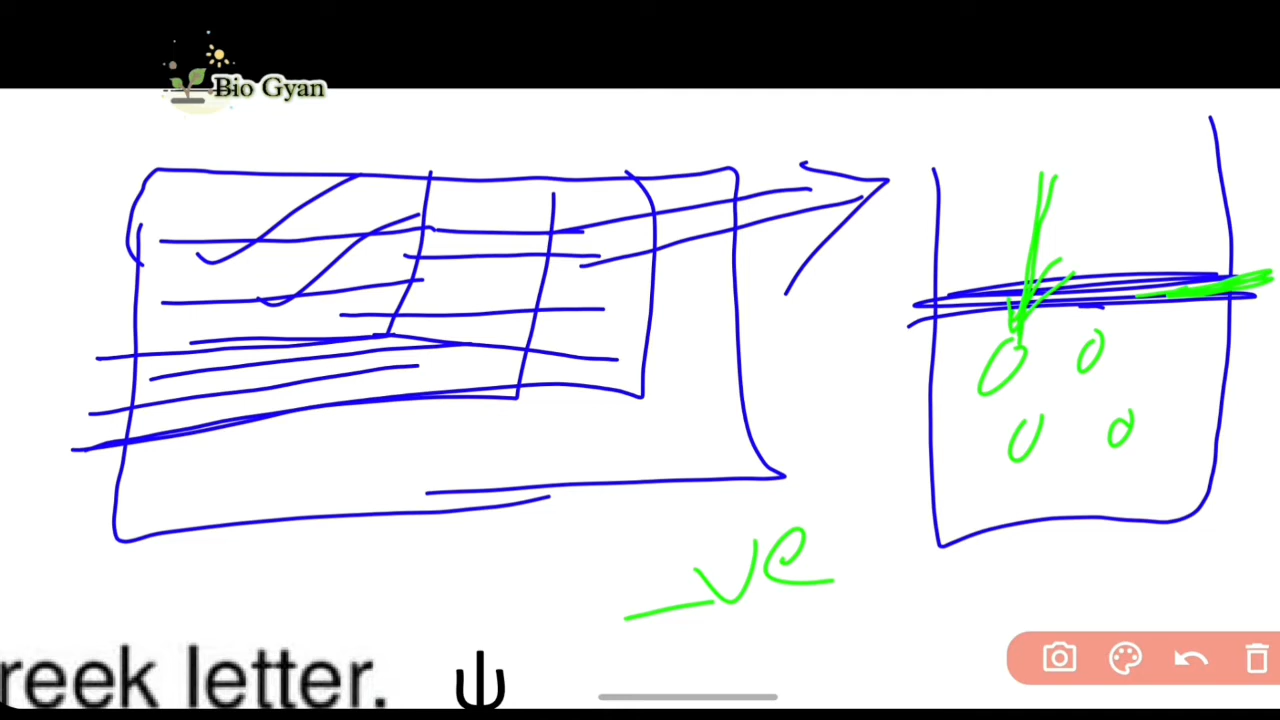 Bio Gyan
-ve
reek letter. ψ